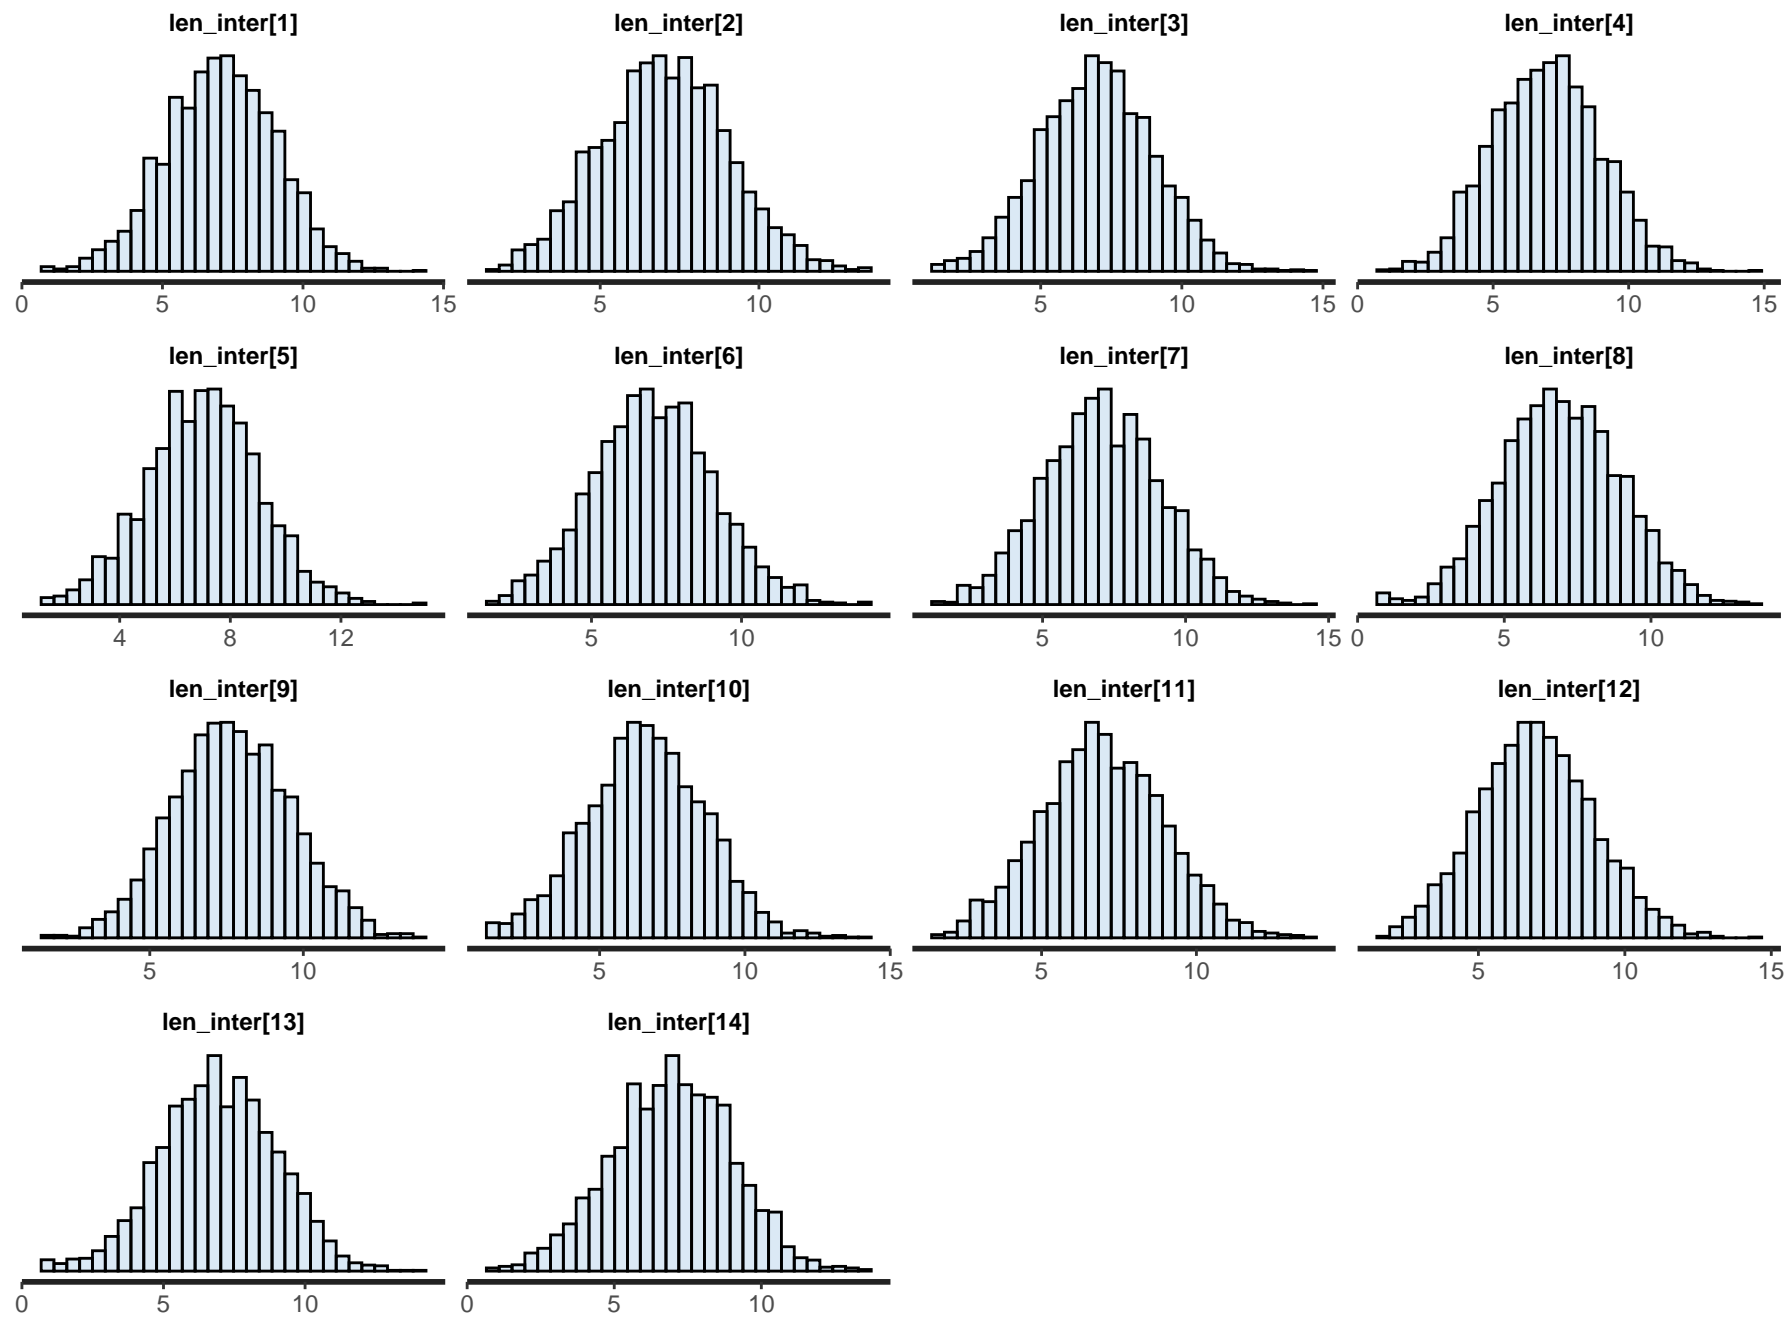 len_inter[1] len_inter[2] len_inter[3] len_inter[4]
0 5 10 15 5 10 5 10 15 0 5 10 15
len_inter[5] len_inter[6] len_inter[7] len_inter[8]
4 8 12 5 10 5 10 15 0 5 10
len_inter[9] len_inter[10] len_inter[11] len_inter[12]
5 10 5 10 15 5 10 5 10 15
len_inter[13] len_inter[14]
0 5 10 0 5 10